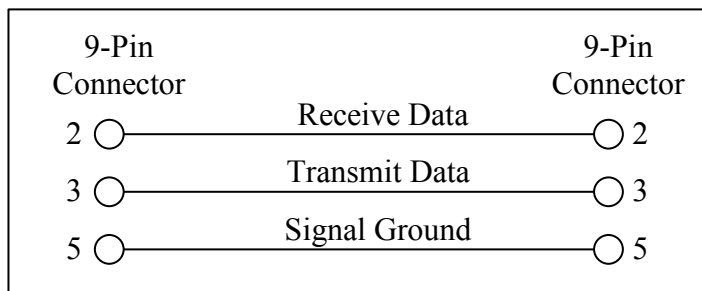 9-Pin
Connector
9-Pin
Connector
2 Receive Data 2
3 Transmit Data 3
5 Signal Ground 5